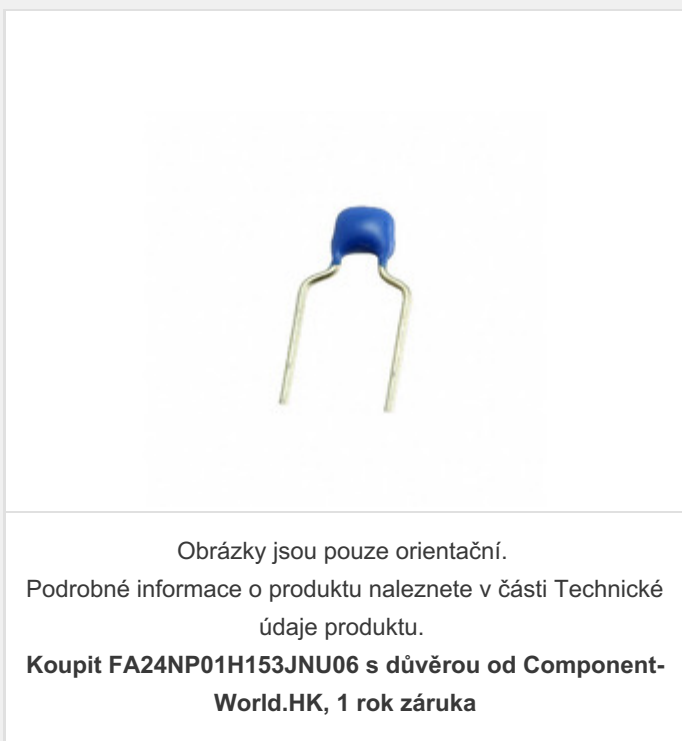 Obrázky jsou pouze orientační.
Podrobné informace o produktu naleznete v části Technické
údaje produktu.
Koupit FA24NP01H153JNU06 s důvěrou od Component-
World.HK, 1 rok záruka